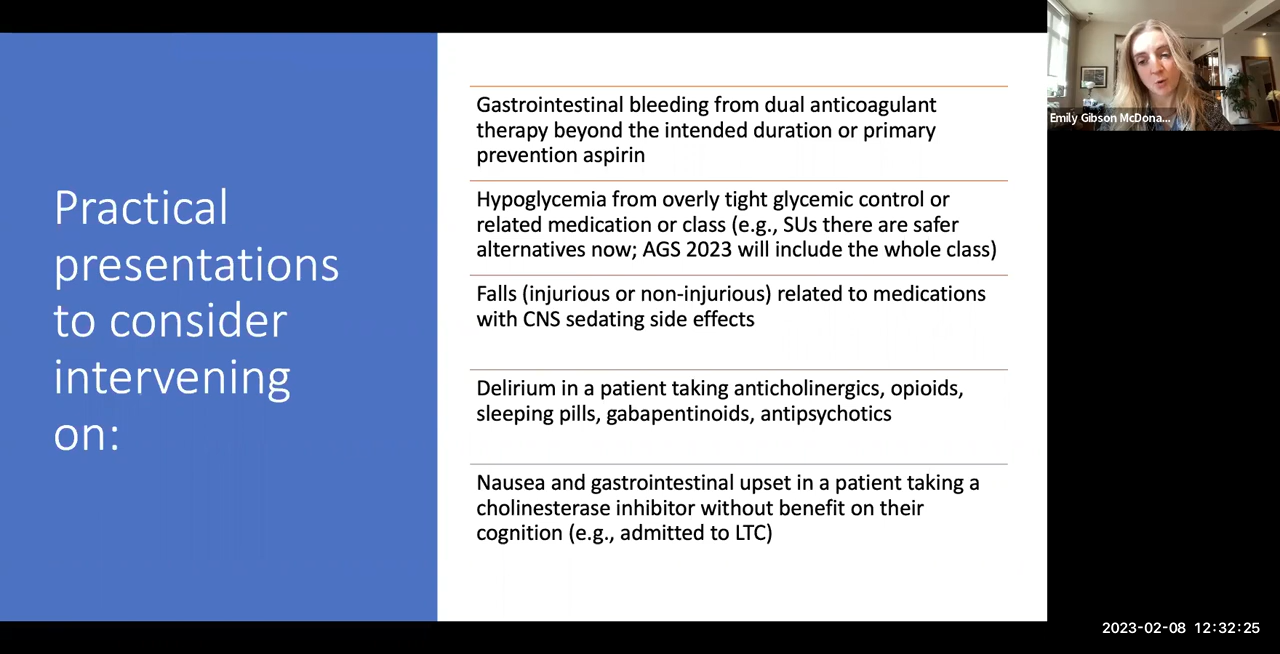 Practical
presentations
to consider
intervening
on:
Gastrointestinal bleeding from dual anticoagulant
therapy beyond the intended duration or primary
prevention aspirin
Hypoglycemia from overly tight glycemic control or
related medication or class (e.g., SUs there are safer
alternatives now; AGS 2023 will include the whole class)
Falls (injurious or non-injurious) related to medications
with CNS sedating side effects
Delirium in a patient taking anticholinergics, opioids,
sleeping pills, gabapentinoids, antipsychotics
Nausea and gastrointestinal upset in a patient taking a
cholinesterase inhibitor without benefit on their
cognition (e.g., admitted to LTC)
Emily Gibson McDona...
2023-02-08 12:32:25